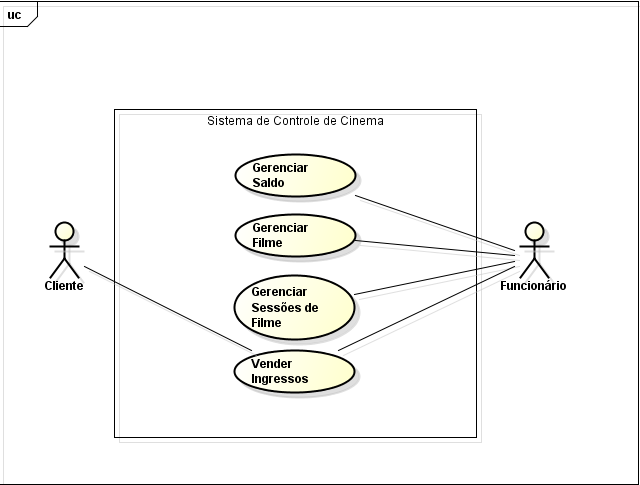 uc
Sistema de Controle de Cinema
Gerenciar
Saldo
Gerenciar
Filme
Cliente
Funcionário
Gerenciar
Sessões de
Filme
Vender
Ingressos